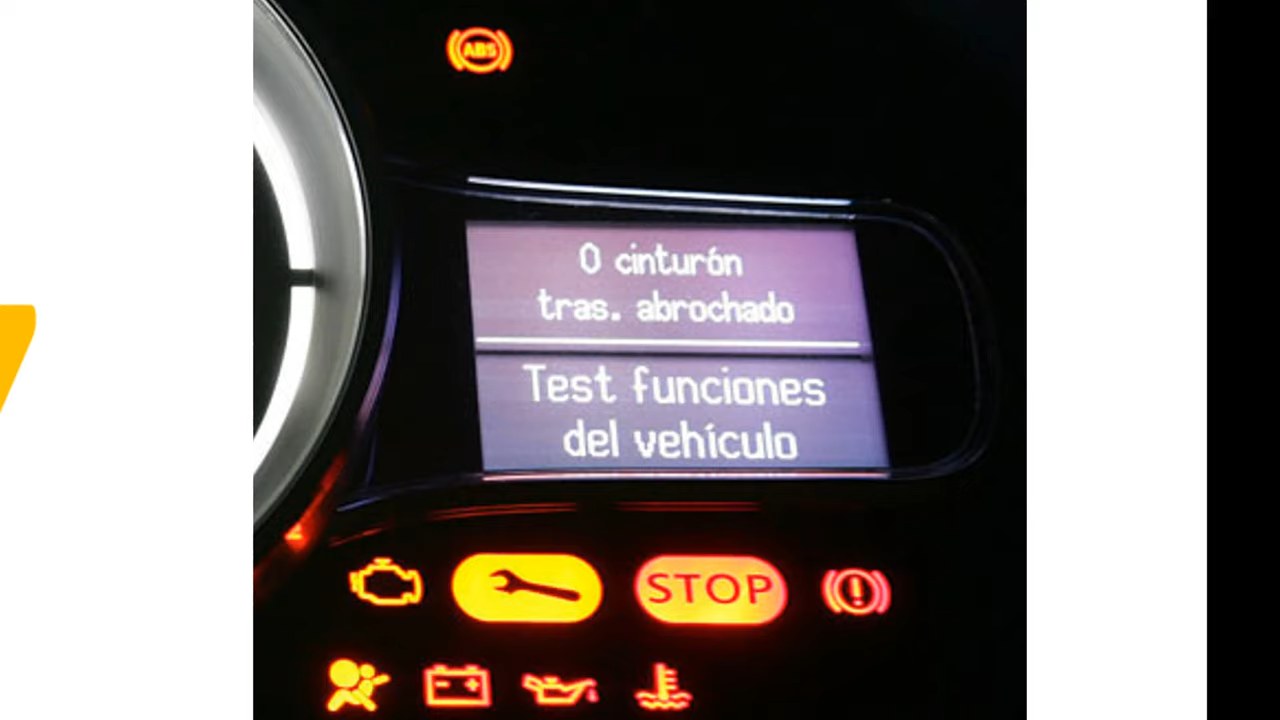 ABS
0 cinturón
tras. abrochado
Test funciones
del vehículo
STOP